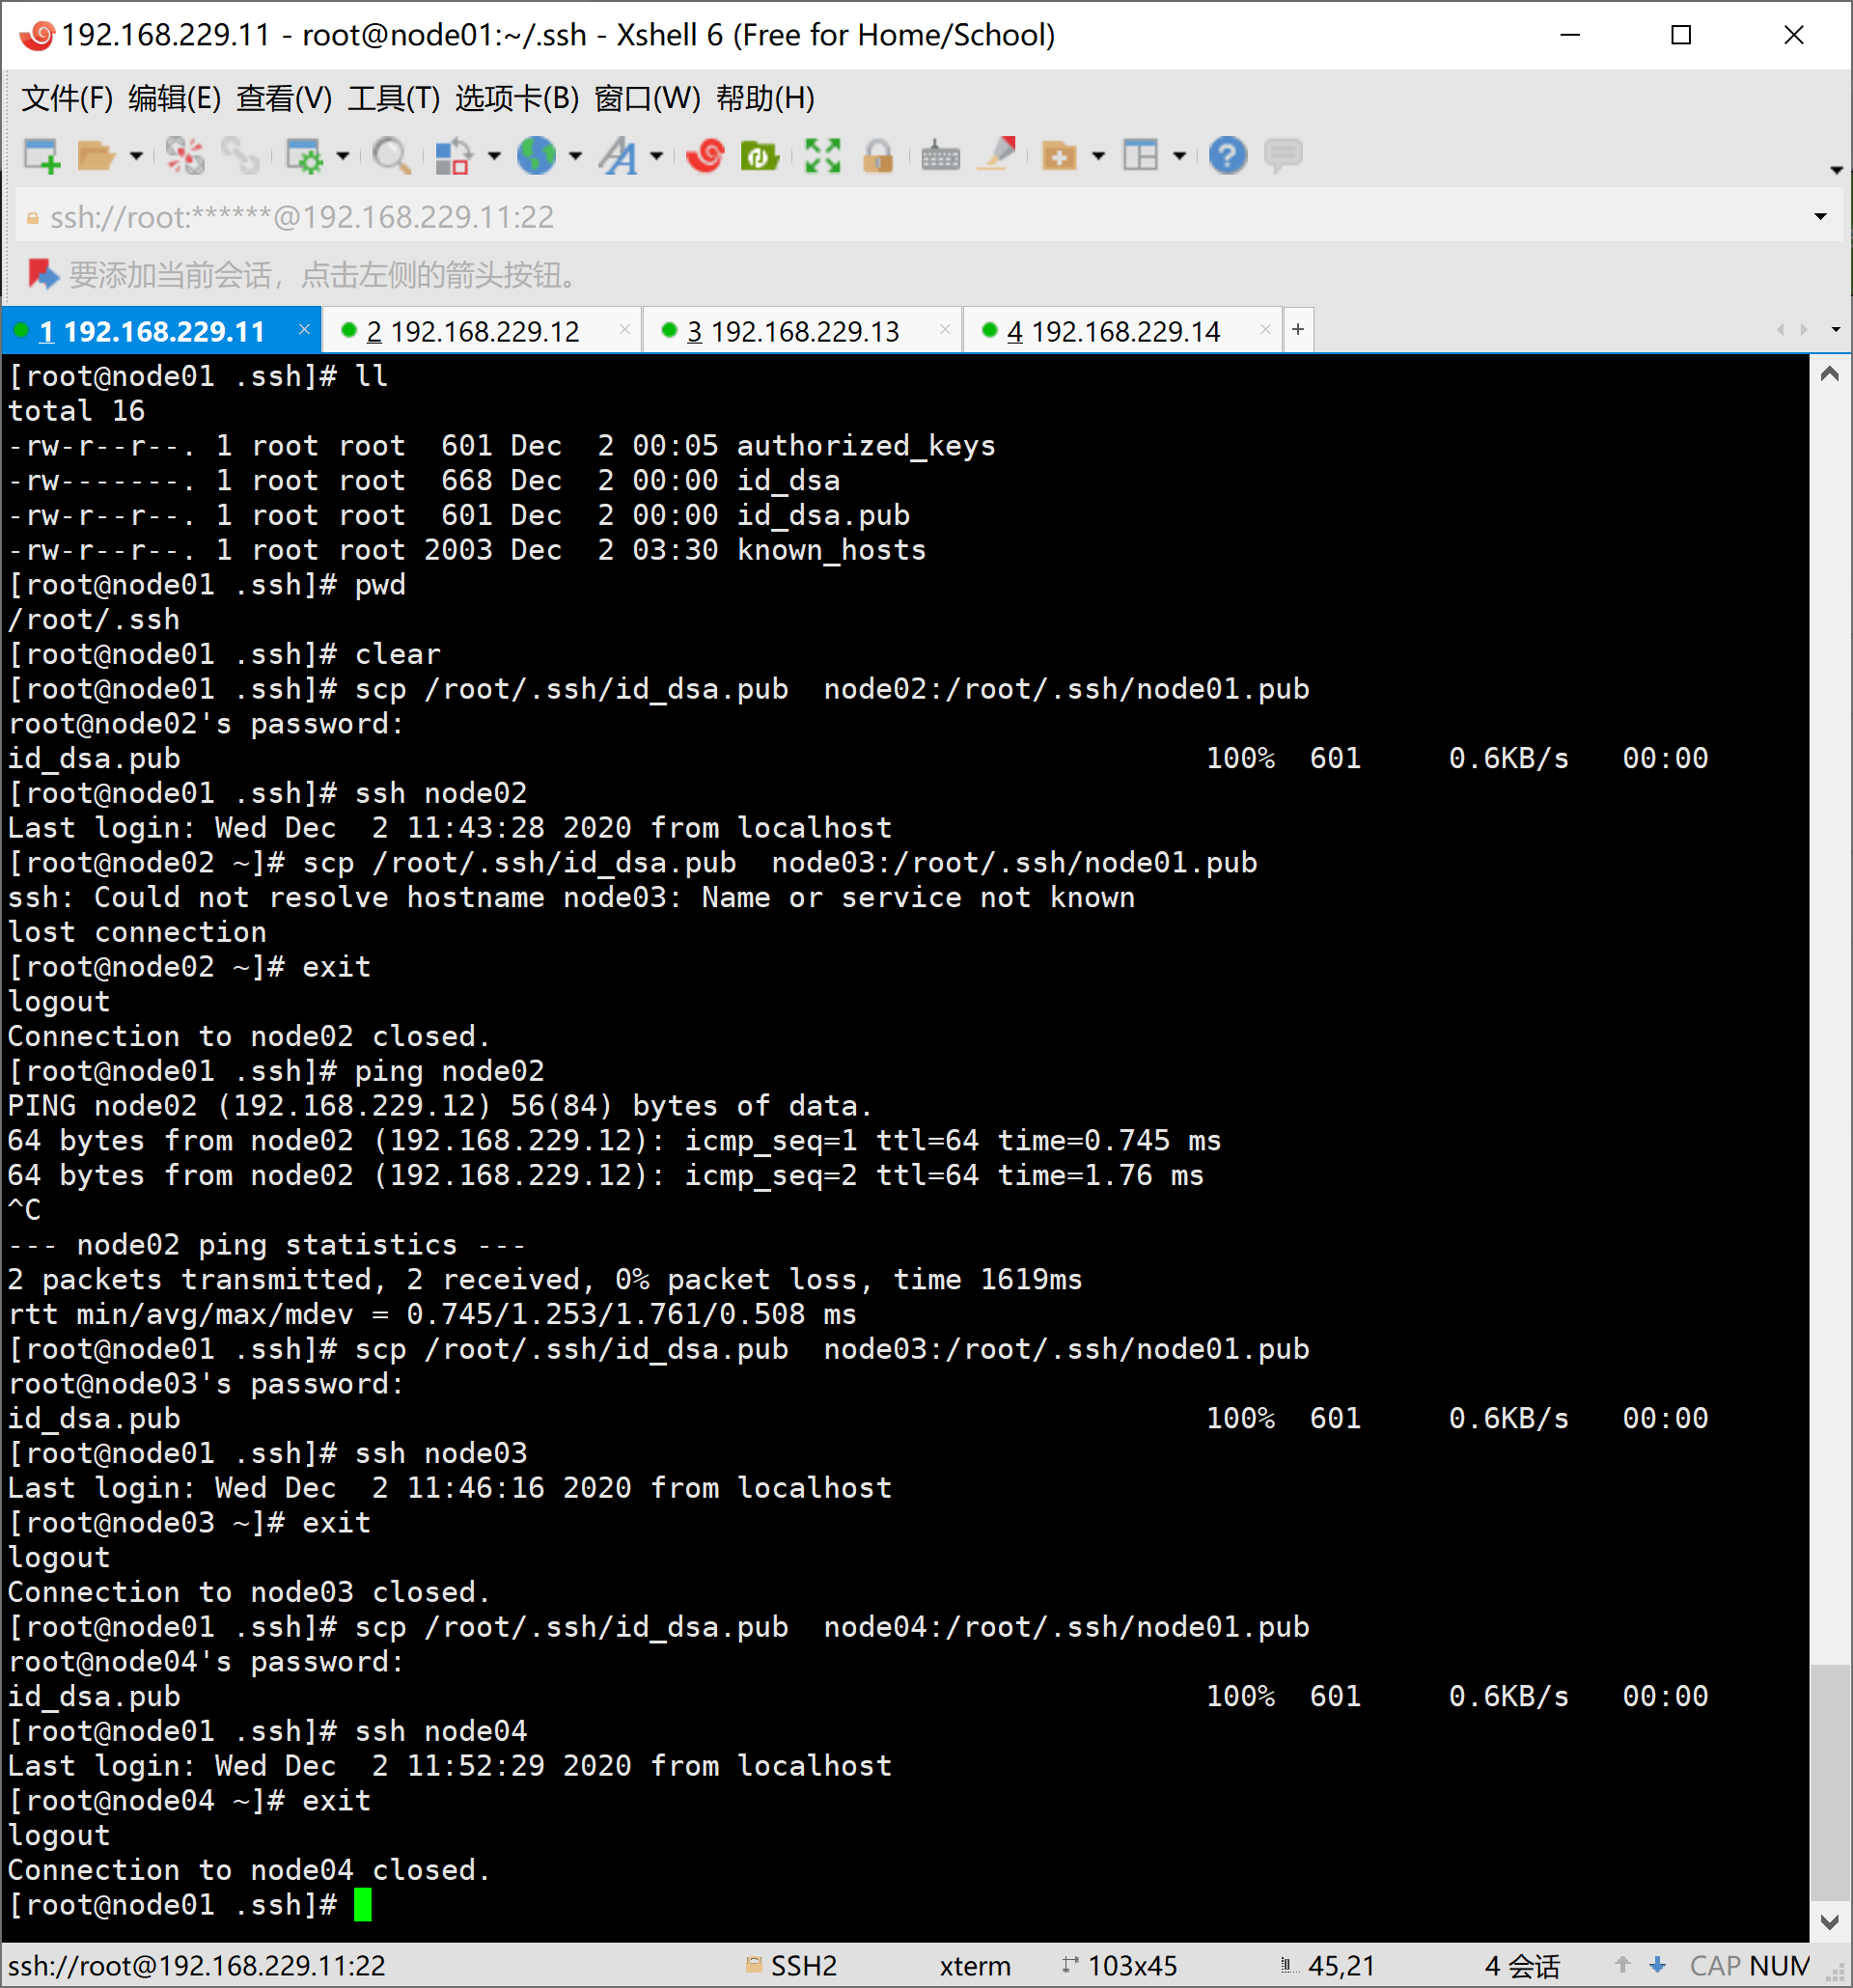 192.168.229.11 - root@node01:~/.ssh - Xshell 6 (Free for Home/School)
文件(F) 编辑(E) 查看(V) 工具(T) 选项卡(B) 窗口(W) 帮助(H)
ssh://root:******@192.168.229.11:22
要添加当前会话，点击左侧的箭头按钮。
1 192.168.229.11 × 2 192.168.229.12 × 3 192.168.229.13 × 4 192.168.229.14 × +
[root@node01 .ssh]# ll
total 16
-rw-r--r--. 1 root root  601 Dec  2 00:05 authorized_keys
-rw-------. 1 root root  668 Dec  2 00:00 id_dsa
-rw-r--r--. 1 root root  601 Dec  2 00:00 id_dsa.pub
-rw-r--r--. 1 root root 2003 Dec  2 03:30 known_hosts
[root@node01 .ssh]# pwd
/root/.ssh
[root@node01 .ssh]# clear
[root@node01 .ssh]# scp /root/.ssh/id_dsa.pub  node02:/root/.ssh/node01.pub
root@node02's password:
id_dsa.pub 100%  601     0.6KB/s   00:00
[root@node01 .ssh]# ssh node02
Last login: Wed Dec  2 11:43:28 2020 from localhost
[root@node02 ~]# scp /root/.ssh/id_dsa.pub  node03:/root/.ssh/node01.pub
ssh: Could not resolve hostname node03: Name or service not known
lost connection
[root@node02 ~]# exit
logout
Connection to node02 closed.
[root@node01 .ssh]# ping node02
PING node02 (192.168.229.12) 56(84) bytes of data.
64 bytes from node02 (192.168.229.12): icmp_seq=1 ttl=64 time=0.745 ms
64 bytes from node02 (192.168.229.12): icmp_seq=2 ttl=64 time=1.76 ms
^C
--- node02 ping statistics ---
2 packets transmitted, 2 received, 0% packet loss, time 1619ms
rtt min/avg/max/mdev = 0.745/1.253/1.761/0.508 ms
[root@node01 .ssh]# scp /root/.ssh/id_dsa.pub  node03:/root/.ssh/node01.pub
root@node03's password:
id_dsa.pub 100%  601     0.6KB/s   00:00
[root@node01 .ssh]# ssh node03
Last login: Wed Dec  2 11:46:16 2020 from localhost
[root@node03 ~]# exit
logout
Connection to node03 closed.
[root@node01 .ssh]# scp /root/.ssh/id_dsa.pub  node04:/root/.ssh/node01.pub
root@node04's password:
id_dsa.pub 100%  601     0.6KB/s   00:00
[root@node01 .ssh]# ssh node04
Last login: Wed Dec  2 11:52:29 2020 from localhost
[root@node04 ~]# exit
logout
Connection to node04 closed.
[root@node01 .ssh]#
ssh://root@192.168.229.11:22 SSH2 xterm 103x45 45,21 4 会话 CAP NUM